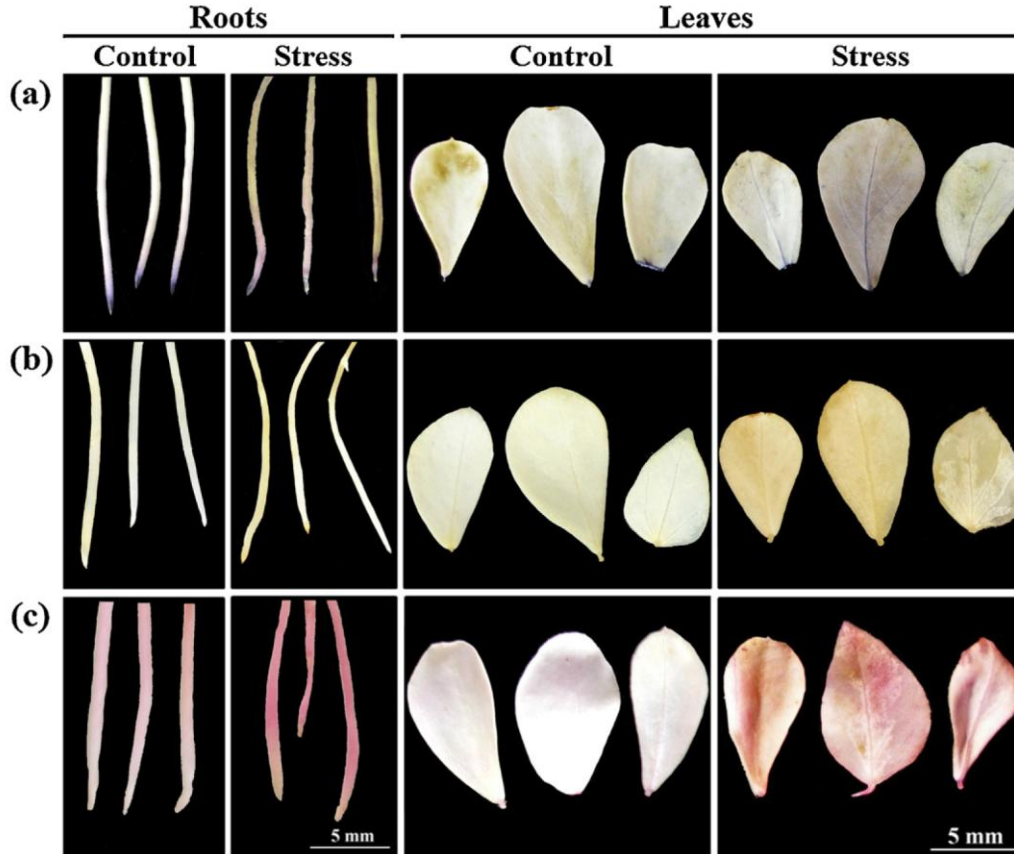 Roots Leaves
Control Stress Control Stress
(a)
(b)
(c)
5 mm 5 mm